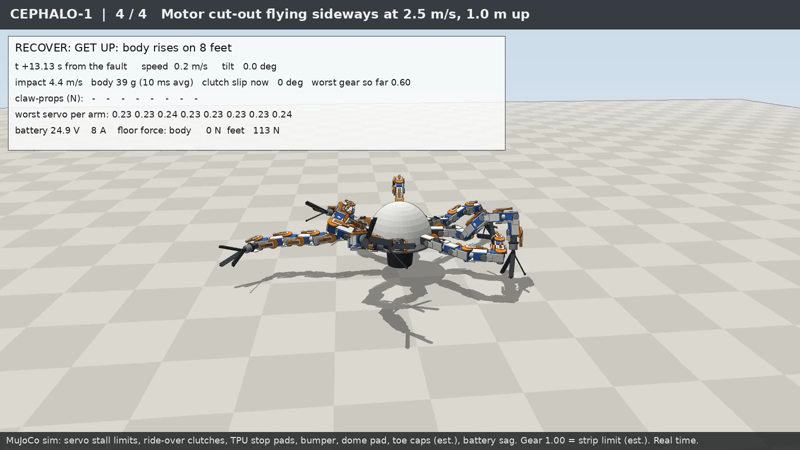 CEPHALO-1 | 4 / 4 Motor cut-out flying sideways at 2.5 m/s, 1.0 m up
RECOVER: GET UP: body rises on 8 feet
t +13.13 s from the fault speed 0.2 m/s tilt 0.0 deg
impact 4.4 m/s body 39 g (10 ms avg) clutch slip now 0 deg worst gear so far 0.60
claw-props (N): - - - - - - - -
worst servo per arm: 0.23 0.23 0.24 0.23 0.23 0.23 0.23 0.24
battery 24.9 V 8 A floor force: body 0 N feet 113 N
MuJoCo sim: servo stall limits, ride-over clutches, TPU stop pads, bumper, dome pad, toe caps (est.), battery sag. Gear 1.00 = strip limit (est.). Real time.